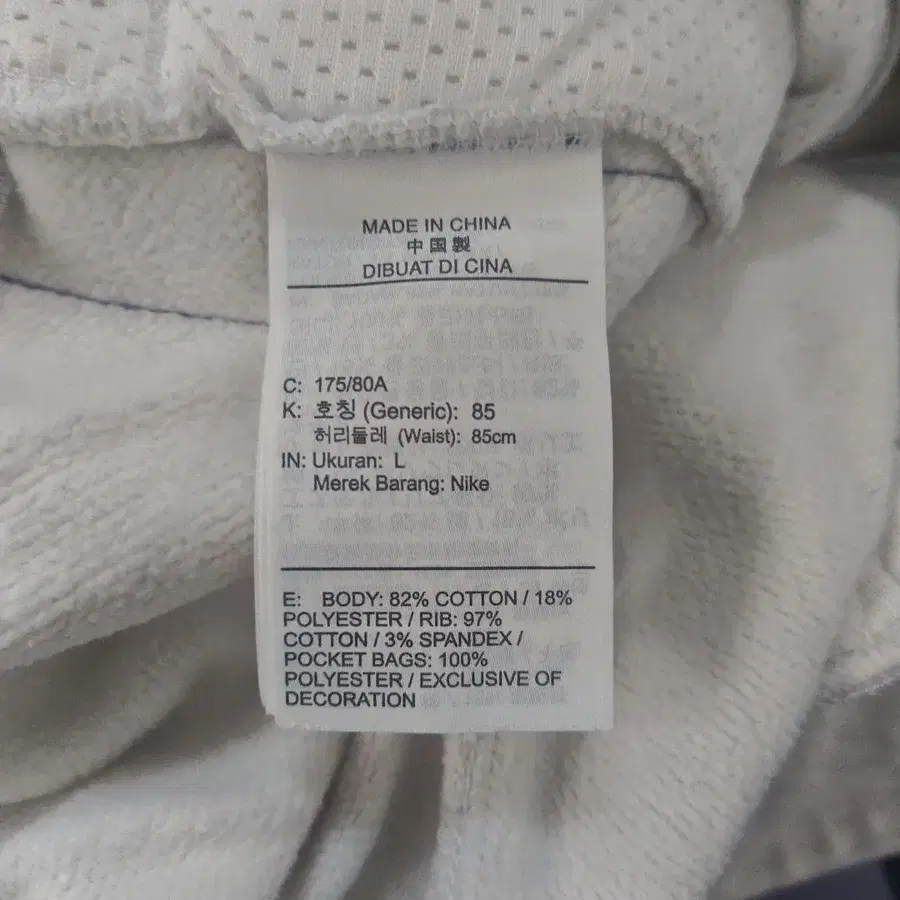 MADE IN CHINA
中国製
DIBUAT DI CINA
C: 175/80A
K: 호칭 (Generic): 85
허리둘레 (Waist): 85cm
IN: Ukuran: L
Merek Barang: Nike
E: BODY: 82% COTTON / 18%
POLYESTER / RIB: 97%
COTTON / 3% SPANDEX /
POCKET BAGS: 100%
POLYESTER / EXCLUSIVE OF
DECORATION